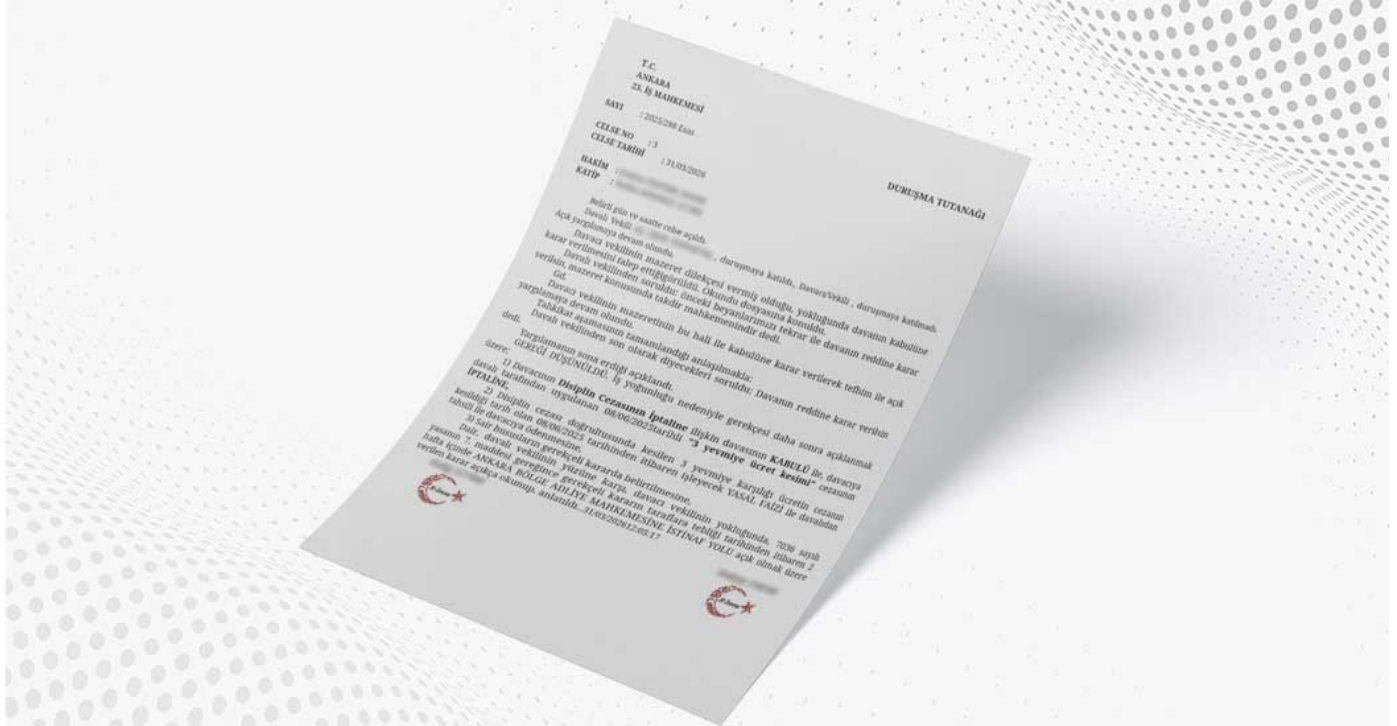 T.C.
ANKARA
23. İŞ MAHKEMESİ
SAYI : 2025/288 Esas
CELSE NO : 3
CELSE TARİHİ : 31/03/2026
HAKİM :
KATİP :
DURUŞMA TUTANAĞI
Belirli gün ve saatte celse açıldı.
Davalı Vekili , duruşmaya katıldı, Davacı/Vekili . duruşmaya katılmadı.
Açık yargılamaya devam olundu.
Davacı vekilinin mazeret dilekçesi vermiş olduğu, yokluğunda davanın kabulüne
karar verilmesini talep ettiğigörüldü. Okundu dosyasına konuldu.
Davalı vekilinden soruldu: önceki beyanlarımızı tekrar ile davanın reddine karar
verilsin, mazeret konusunda takdir mahkemenindir dedi.
Gd.
Davacı vekilinin mazeretinin bu hali ile kabulüne karar verilerek tefhim ile açık
yargılamaya devam olundu.
Tahkikat aşamasının tamamlandığı anlaşılmakla:
Davalı vekilinden son olarak diyecekleri soruldu: Davanın reddine karar verilsin
dedi.
Yargılamanın sona erdiği açıklandı.
GEREĞİ DÜŞÜNÜLDÜ, İş yoğunluğu nedeniyle gerekçesi daha sonra açıklanmak
üzere;
1) Davacının Disiplin Cezasının İptaline ilişkin davasının KABULÜ ile, davacıya
davalı tarafından uygulanan 08/06/2025tarihli "3 yevmiye ücret kesimi" cezasının
İPTALİNE,
2) Disiplin cezası doğrultusunda kesilen 3 yevmiye karşılığı ücretin cezanın
kesildiği tarih olan 08/06/2025 tarihinden itibaren işleyecek YASAL FAİZİ ile davalıdan
tahsili ile davacıya ödenmesine,
3) Sair hususların gerekçeli kararda belirtilmesine,
Dair, davalı vekilinin yüzüne karşı, davacı vekilinin yokluğunda, 7036 sayılı
yasanın 7. maddesi gereğince gerekçeli kararın taraflara tebliği tarihinden itibaren 2
hafta içinde ANKARA BÖLGE ADLİYE MAHKEMESİNE İSTİNAF YOLU açık olmak üzere
verilen karar açıkça okunup, anlatıldı...31/03/202612:05:17